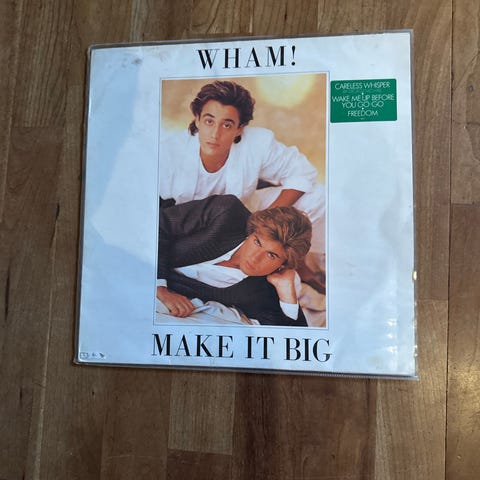 WHAM!
CARELESS WHISPER
WAKE ME UP BEFORE
YOU GO GO
FREEDOM
MAKE IT BIG